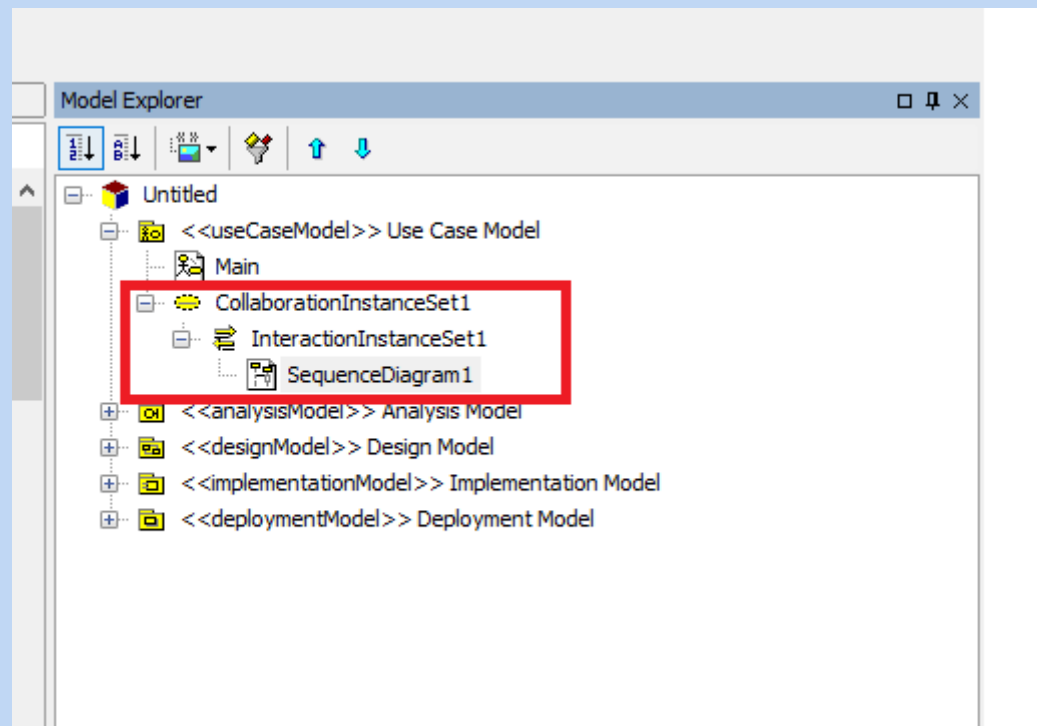 Model Explorer
Untitled
<<useCaseModel>> Use Case Model
Main
CollaborationInstanceSet1
InteractionInstanceSet1
SequenceDiagram1
<<analysisModel>> Analysis Model
<<designModel>> Design Model
<<implementationModel>> Implementation Model
<<deploymentModel>> Deployment Model